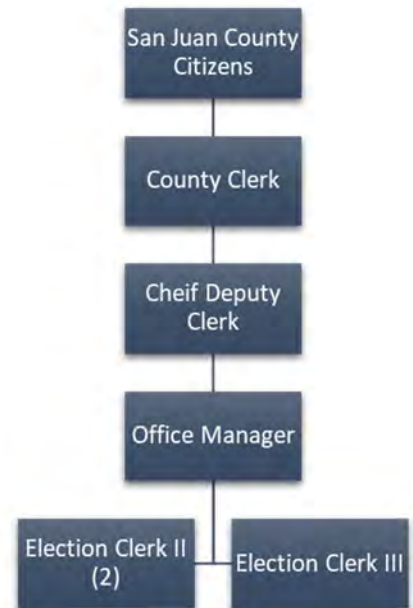 San Juan County
Citizens
County Clerk
Cheif Deputy
Clerk
Office Manager
Election Clerk II
(2)
Election Clerk III